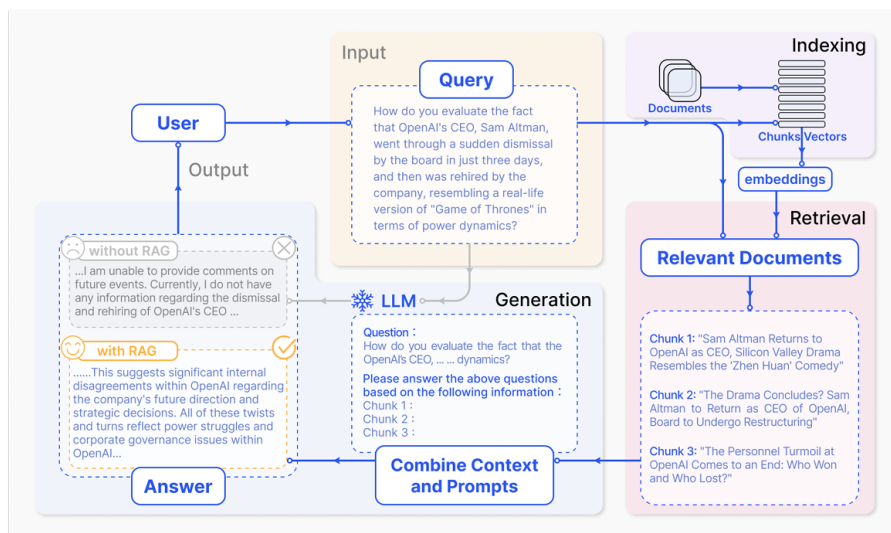 Input
Query
How do you evaluate the fact
that OpenAI's CEO, Sam Altman,
went through a sudden dismissal
by the board in just three days,
and then was rehired by the
company, resembling a real-life
version of "Game of Thrones" in
terms of power dynamics?
Indexing
Documents
Chunks Vectors
embeddings
User
Output
Retrieval
Relevant Documents
Chunk 1: "Sam Altman Returns to
OpenAI as CEO, Silicon Valley Drama
Resembles the 'Zhen Huan' Comedy"
Chunk 2: "The Drama Concludes? Sam
Altman to Return as CEO of OpenAI,
Board to Undergo Restructuring"
Chunk 3: "The Personnel Turmoil at
OpenAI Comes to an End: Who Won
and Who Lost?"
Generation
LLM
Question :
How do you evaluate the fact that the
OpenAI's CEO, ... ... dynamics?
Please answer the above questions
based on the following information :
Chunk 1 :
Chunk 2 :
Chunk 3 :
Combine Context
and Prompts
without RAG
...I am unable to provide comments on
future events. Currently, I do not have
any information regarding the dismissal
and rehiring of OpenAI's CEO ...
with RAG
......This suggests significant internal
disagreements within OpenAI regarding
the company's future direction and
strategic decisions. All of these twists
and turns reflect power struggles and
corporate governance issues within
OpenAI...
Answer